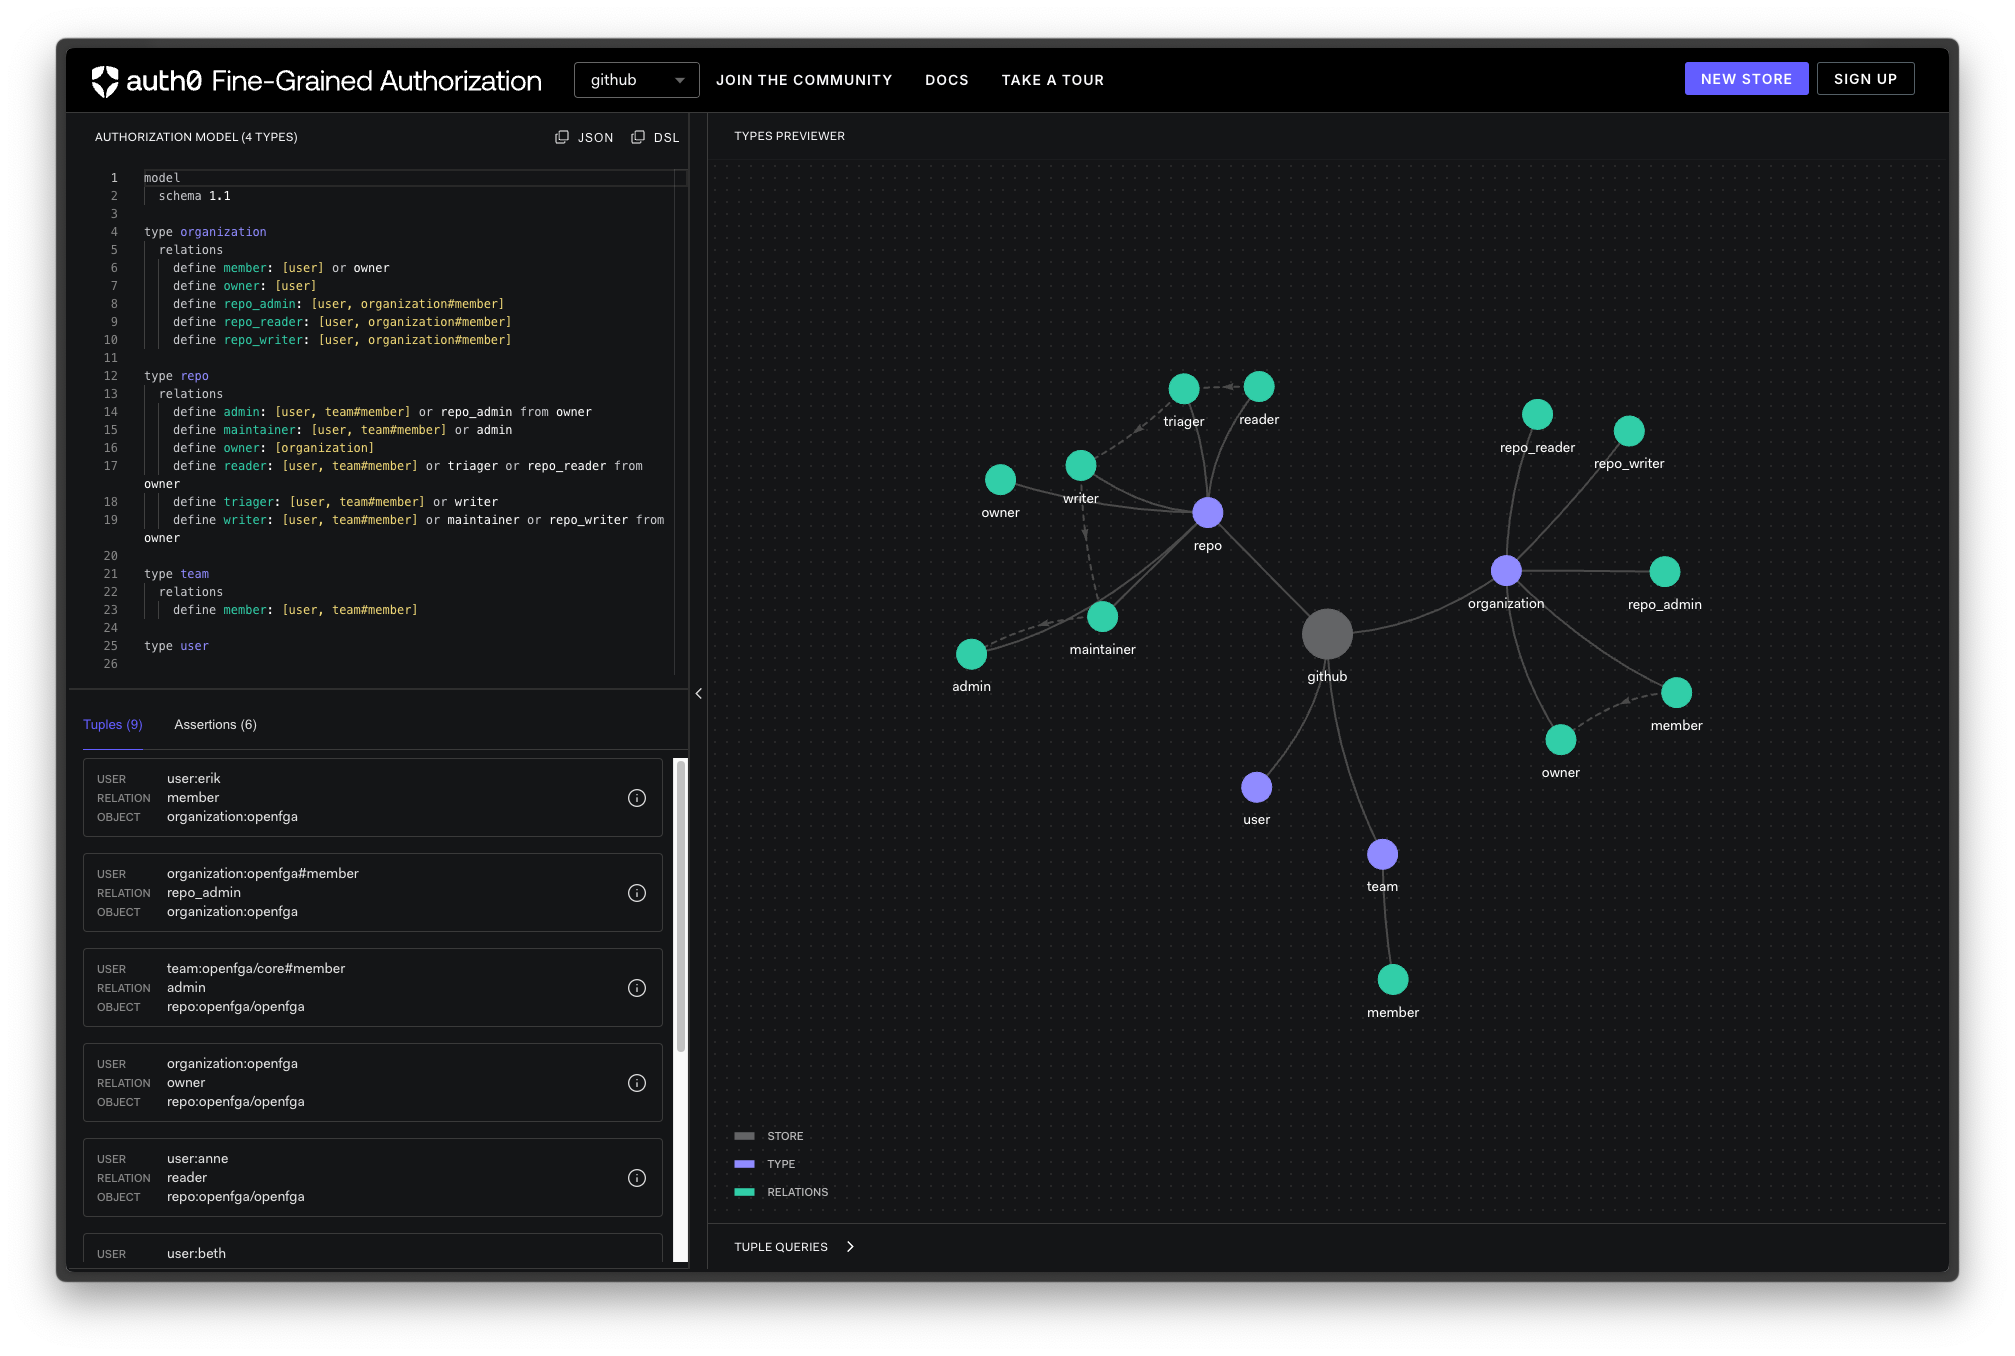 auth0 Fine-Grained Authorization
github
JOIN THE COMMUNITY
DOCS
TAKE A TOUR
NEW STORE
SIGN UP
AUTHORIZATION MODEL (4 TYPES)
JSON
DSL
1 model
2 schema 1.1
3
4 type organization
5 relations
6 define member: [user] or owner
7 define owner: [user]
8 define repo_admin: [user, organization#member]
9 define repo_reader: [user, organization#member]
10 define repo_writer: [user, organization#member]
11
12 type repo
13 relations
14 define admin: [user, team#member] or repo_admin from owner
15 define maintainer: [user, team#member] or admin
16 define owner: [organization]
17 define reader: [user, team#member] or triager or repo_reader from
owner
18 define triager: [user, team#member] or writer
19 define writer: [user, team#member] or maintainer or repo_writer from
owner
20
21 type team
22 relations
23 define member: [user, team#member]
24
25 type user
26
Tuples (9)
Assertions (6)
USER user:erik
RELATION member
OBJECT organization:openfga
USER organization:openfga#member
RELATION repo_admin
OBJECT organization:openfga
USER team:openfga/core#member
RELATION admin
OBJECT repo:openfga/openfga
USER organization:openfga
RELATION owner
OBJECT repo:openfga/openfga
USER user:anne
RELATION reader
OBJECT repo:openfga/openfga
USER user:beth
TYPES PREVIEWER
triager
reader
repo_reader
repo_writer
writer
owner
repo
organization
repo_admin
maintainer
github
admin
member
owner
user
team
member
STORE
TYPE
RELATIONS
TUPLE QUERIES